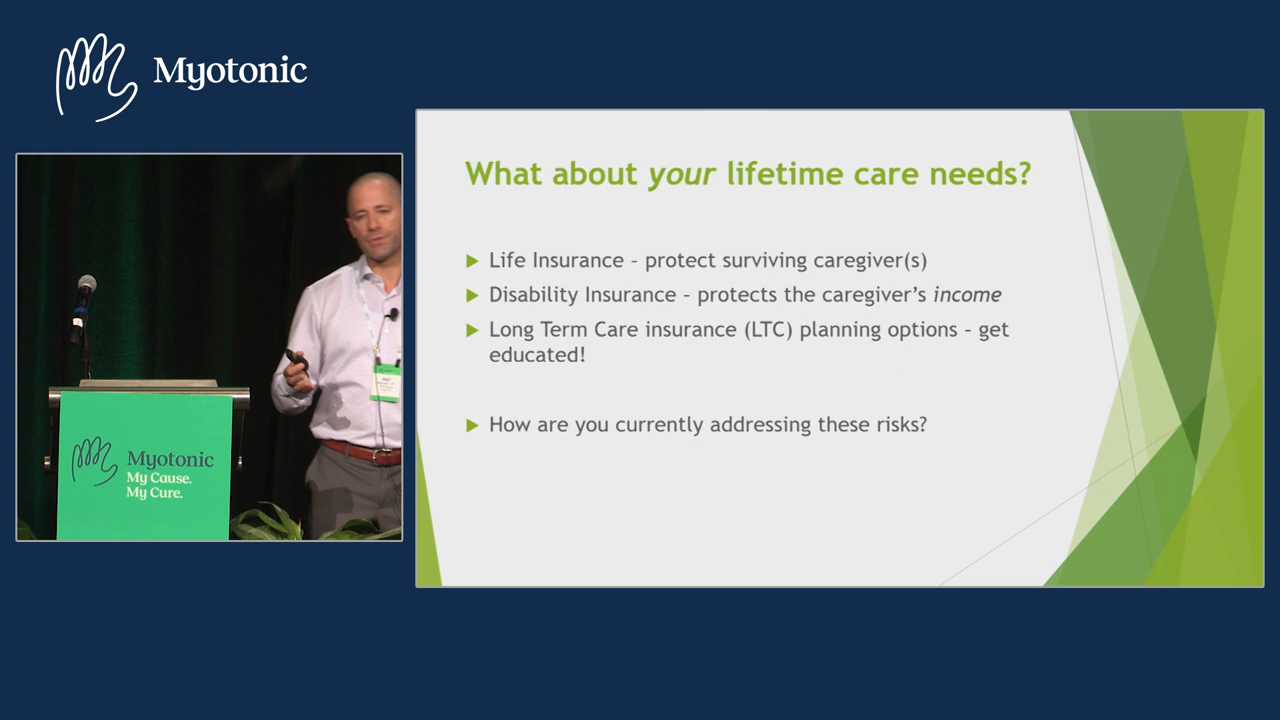 Myotonic
What about your lifetime care needs?
Life Insurance – protect surviving caregiver(s)
Disability Insurance – protects the caregiver’s income
Long Term Care insurance (LTC) planning options – get
educated!
How are you currently addressing these risks?
Myotonic
My Cause.
My Cure.